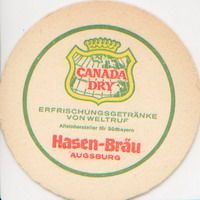 CANADA
DRY
ERFRISCHUNGSGETRÄNKE
VON WELTRUF
Alleinhersteller für Südbayern
Hasen-Bräu
AUGSBURG